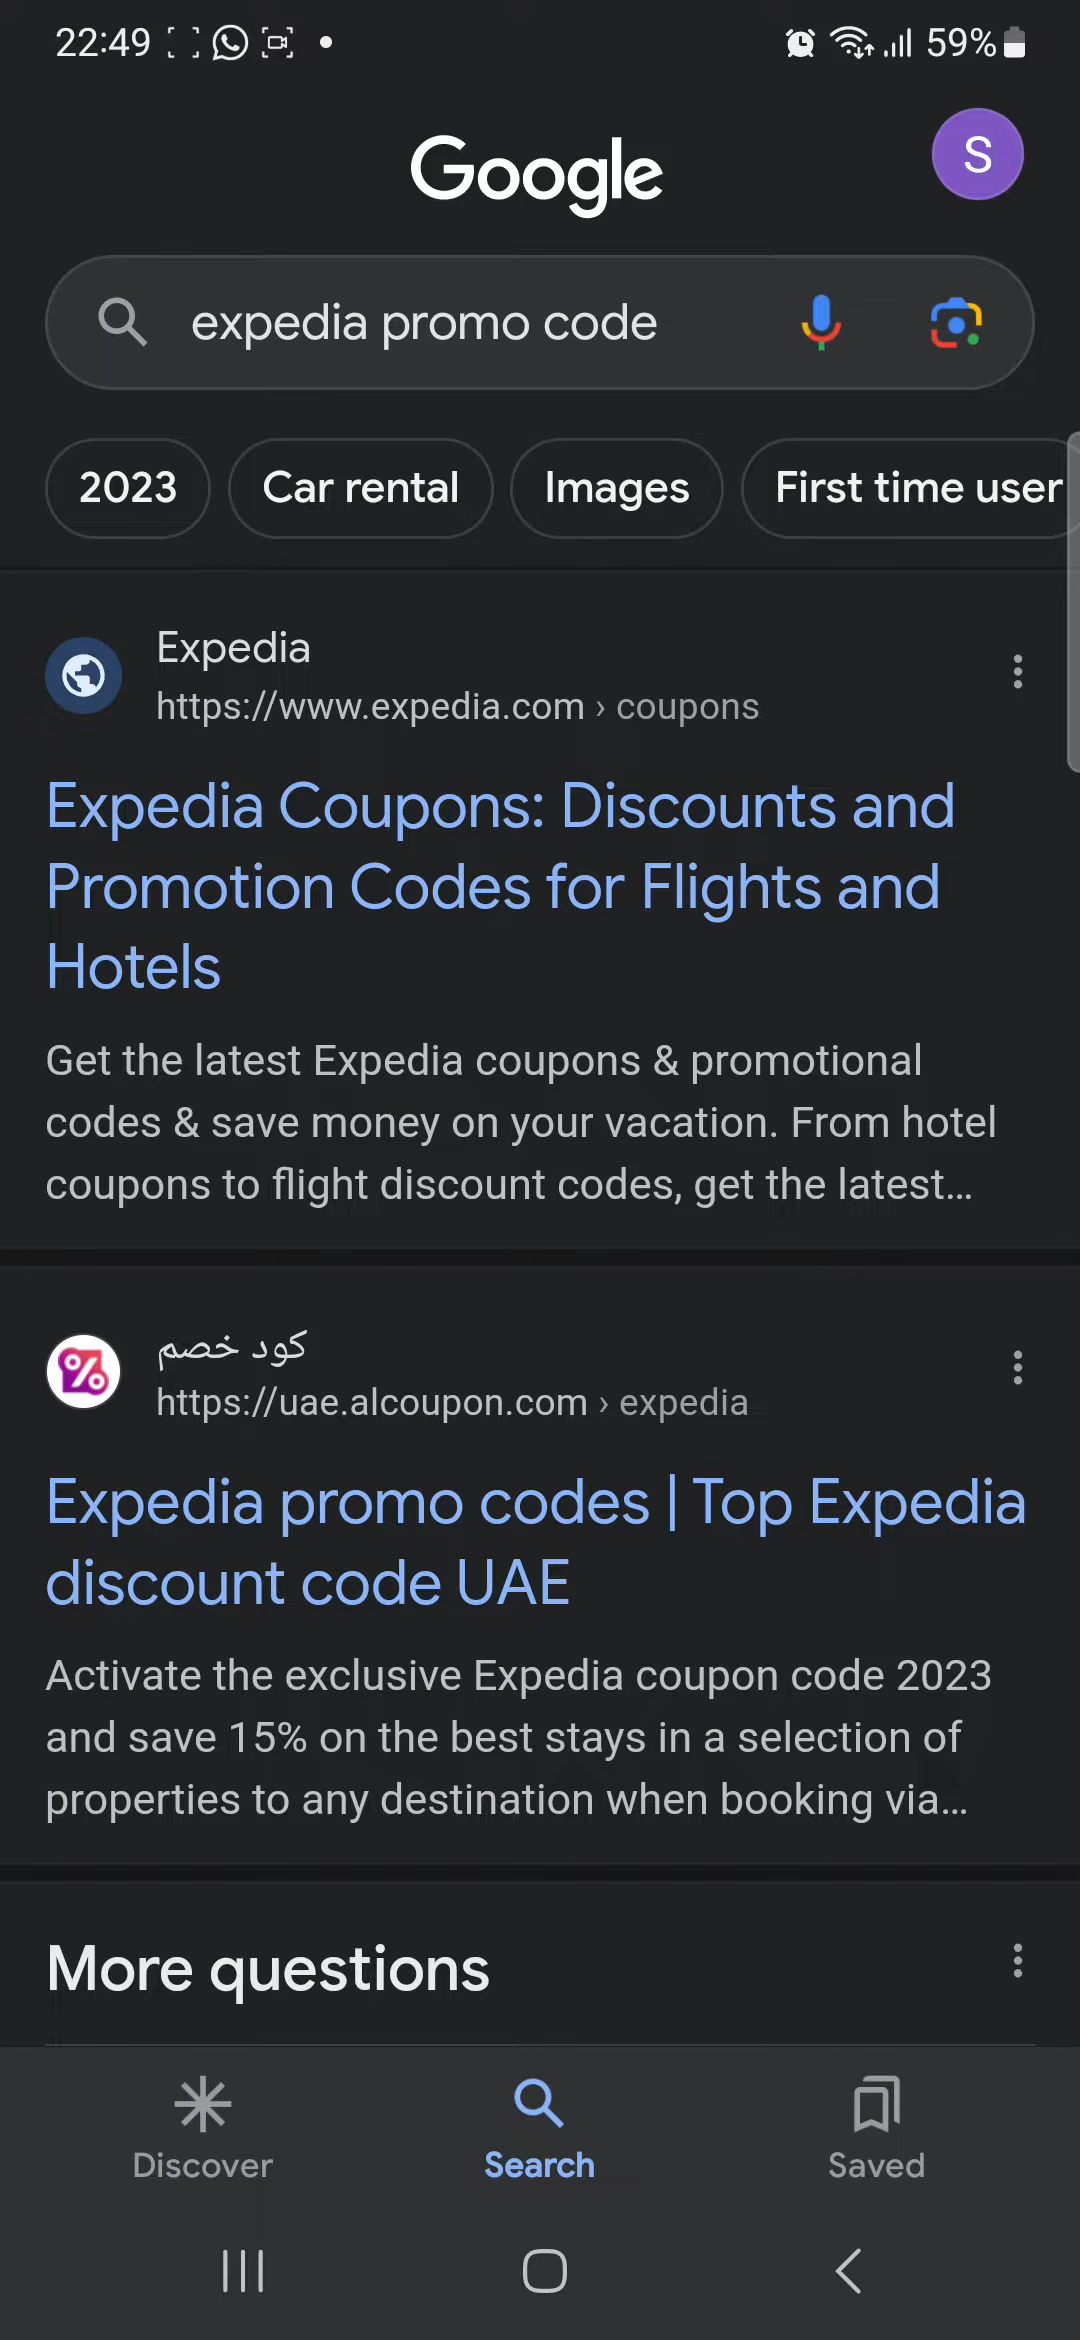 22:49
59%
Google
S
expedia promo code
2023
Car rental
Images
First time user
Expedia
https://www.expedia.com › coupons
Expedia Coupons: Discounts and
Promotion Codes for Flights and
Hotels
Get the latest Expedia coupons & promotional
codes & save money on your vacation. From hotel
coupons to flight discount codes, get the latest...
%
كود خصم
https://uae.alcoupon.com › expedia
Expedia promo codes | Top Expedia
discount code UAE
Activate the exclusive Expedia coupon code 2023
and save 15% on the best stays in a selection of
properties to any destination when booking via...
More questions
Discover
Search
Saved